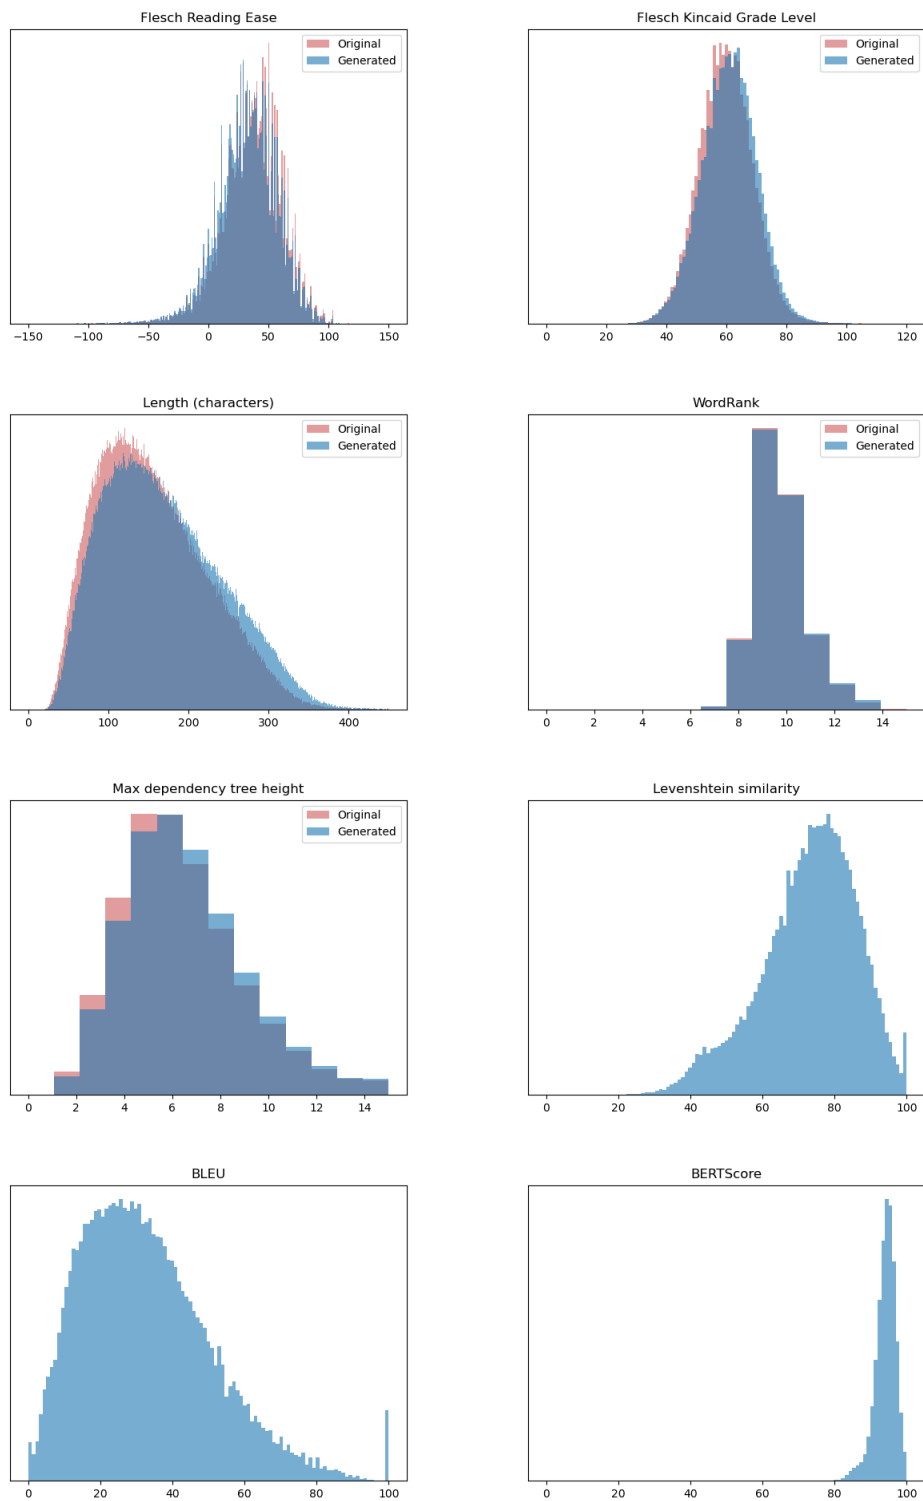 Flesch Reading Ease
Original
Generated
−150 −100 −50 0 50 100 150
Flesch Kincaid Grade Level
Original
Generated
0 20 40 60 80 100 120
Length (characters)
Original
Generated
0 100 200 300 400
WordRank
Original
Generated
0 2 4 6 8 10 12 14
Max dependency tree height
Original
Generated
0 2 4 6 8 10 12 14
Levenshtein similarity
0 20 40 60 80 100
BLEU
0 20 40 60 80 100
BERTScore
0 20 40 60 80 100